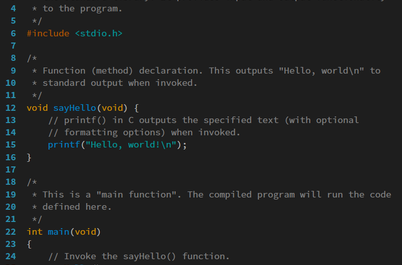 4  * to the program.
5  */
6 #include <stdio.h>
7
8 /*
9  * Function (method) declaration. This outputs "Hello, world\n" to
10  * standard output when invoked.
11  */
12 void sayHello(void) {
13     // printf() in C outputs the specified text (with optional
14     // formatting options) when invoked.
15     printf("Hello, world!\n");
16 }
17
18 /*
19  * This is a "main function". The compiled program will run the code
20  * defined here.
21  */
22 int main(void)
23 {
24     // Invoke the sayHello() function.